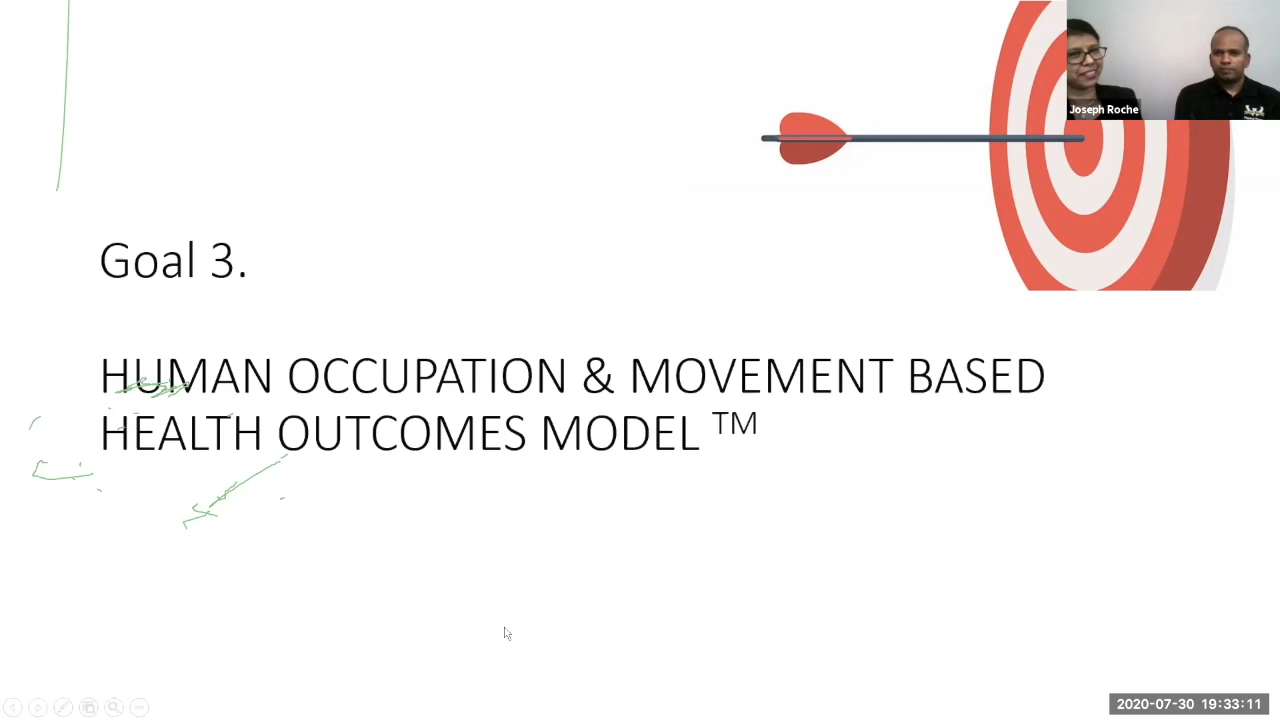 Joseph Roche
Goal 3.
HUMAN OCCUPATION & MOVEMENT BASED
HEALTH OUTCOMES MODEL TM
2020-07-30 19:33:11